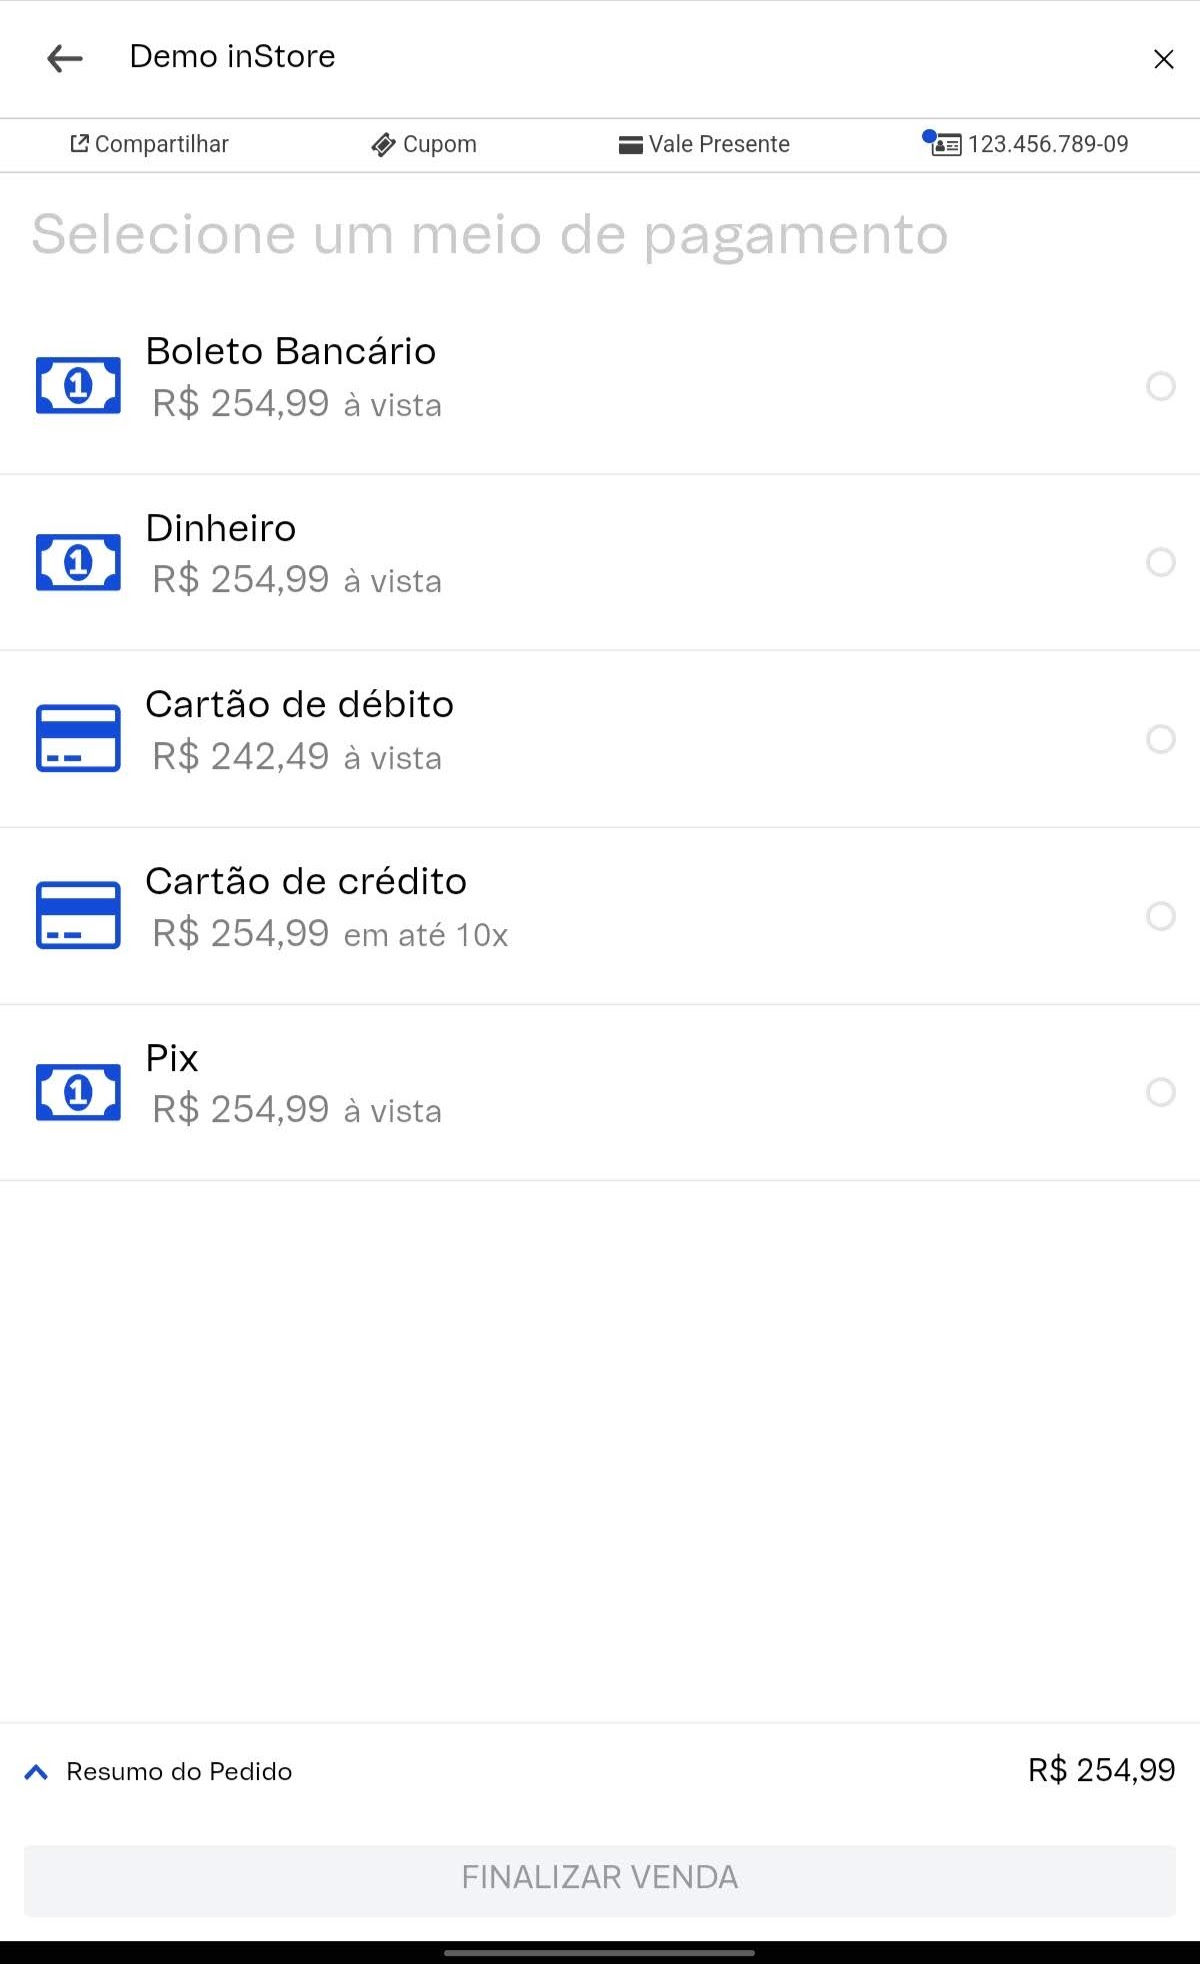 Demo inStore
Compartilhar Cupom Vale Presente 123.456.789-09
Selecione um meio de pagamento
Boleto Bancário
R$ 254,99 à vista
Dinheiro
R$ 254,99 à vista
Cartão de débito
R$ 242,49 à vista
Cartão de crédito
R$ 254,99 em até 10x
Pix
R$ 254,99 à vista
Resumo do Pedido R$ 254,99
FINALIZAR VENDA